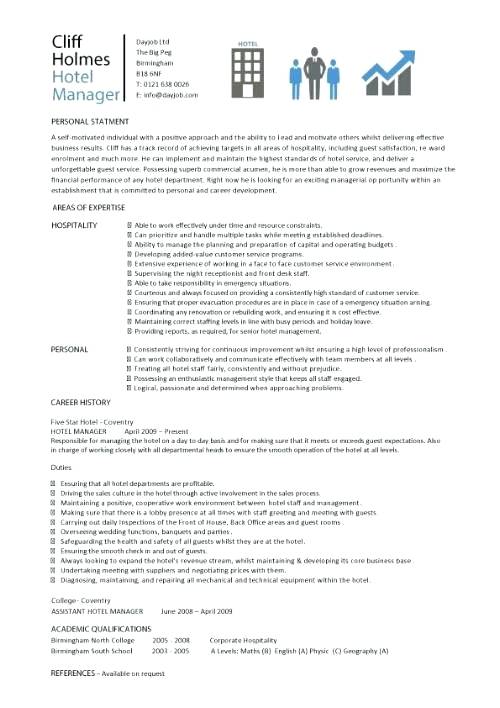 Cliff
Holmes
Hotel
Manager
Dayjob Ltd
The Big Peg
Birmingham
B18 6NF
T: 0121 638 0026
E: info@dayjob.com
HOTEL
PERSONAL STATMENT
A self-motivated individual with a positive approach and the ability to lead and motivate others whilst delivering effective
business results. Cliff has a track record of achieving targets in all areas of hospitality, including guest satisfaction, re ward
enrolment and much more. He can implement and maintain the highest standards of hotel service, and deliver a
unforgettable guest service. Possessing superb commercial acumen, he is more than able to grow revenues and maximize the
financial performance of any hotel department. Right now he is looking for an exciting managerial op portunity within an
establishment that is committed to personal and career development.
AREAS OF EXPERTISE
HOSPITALITY
Able to work effectively under time and resource constraints.
Can prioritize and handle multiple tasks while meetin g established deadlines.
Ability to manage the planning and preparation of capital and operating budgets .
Developing added-value customer service programs.
Extensive experience of working in a face to face customer service environment .
Supervising the night receptionist and front desk staff.
Able to take responsibility in emergency situations.
Courteous and always focused on providing a consistently high standard of customer service.
Ensuring that proper evacuation procedures are in place in case of a emergency situation arising.
Coordinating any renovation or rebuilding work, and ensuring it is cost effective.
Maintaining correct staffing levels in line with busy periods and holiday leave.
Providing reports, as required, for senior hotel management.
PERSONAL
Consistently striving for continuous improvement whilst ensuring a high level of professionalism .
Can work collaboratively and communicate effectively with team members at all levels .
Treating all hotel staff fairly, consistently and without prejudice.
Possessing an enthusiastic management style that keeps all staff engaged.
Logical, passionate and determined when approaching problems.
CAREER HISTORY
Five Star Hotel - Coventry
HOTEL MANAGER April 2009 – Present
Responsible for managing the hotel on a day to day basis and for making sure that it meets or exceeds guest expectations. Also
in charge of working closely with all departmental heads to ensure the smooth operation of the hotel at all levels.
Duties
Ensuring that all hotel departments are profitable.
Driving the sales culture in the hotel through active involvement in the sales process.
Maintaining a positive, cooperative work environment between hotel staff and management .
Making sure that there is a lobby presence at all times with staff greeting and meeting with guests.
Carrying out daily inspections of the Front of House, Back Office areas and guest rooms .
Overseeing wedding functions, banquets and parties .
Safeguarding the health and safety of all guests whilst they are at the hotel.
Ensuring the smooth check in and out of guests.
Always looking to expand the hotel's revenue stream, whilst maintaining & developing its core business base .
Undertaking meeting with suppliers and negotiating prices with them.
Diagnosing, maintaining, and repairing all mechanical and technical equipment within the hotel.
College - Coventry
ASSISTANT HOTEL MANAGER June 2008 – April 2009
ACADEMIC QUALIFICATIONS
Birmingham North College 2005 - 2008 Corporate Hospitality
Birmingham South School 2003 - 2005 A Levels: Maths (B) English (A) Physic (C) Geography (A)
REFERENCES – Available on request